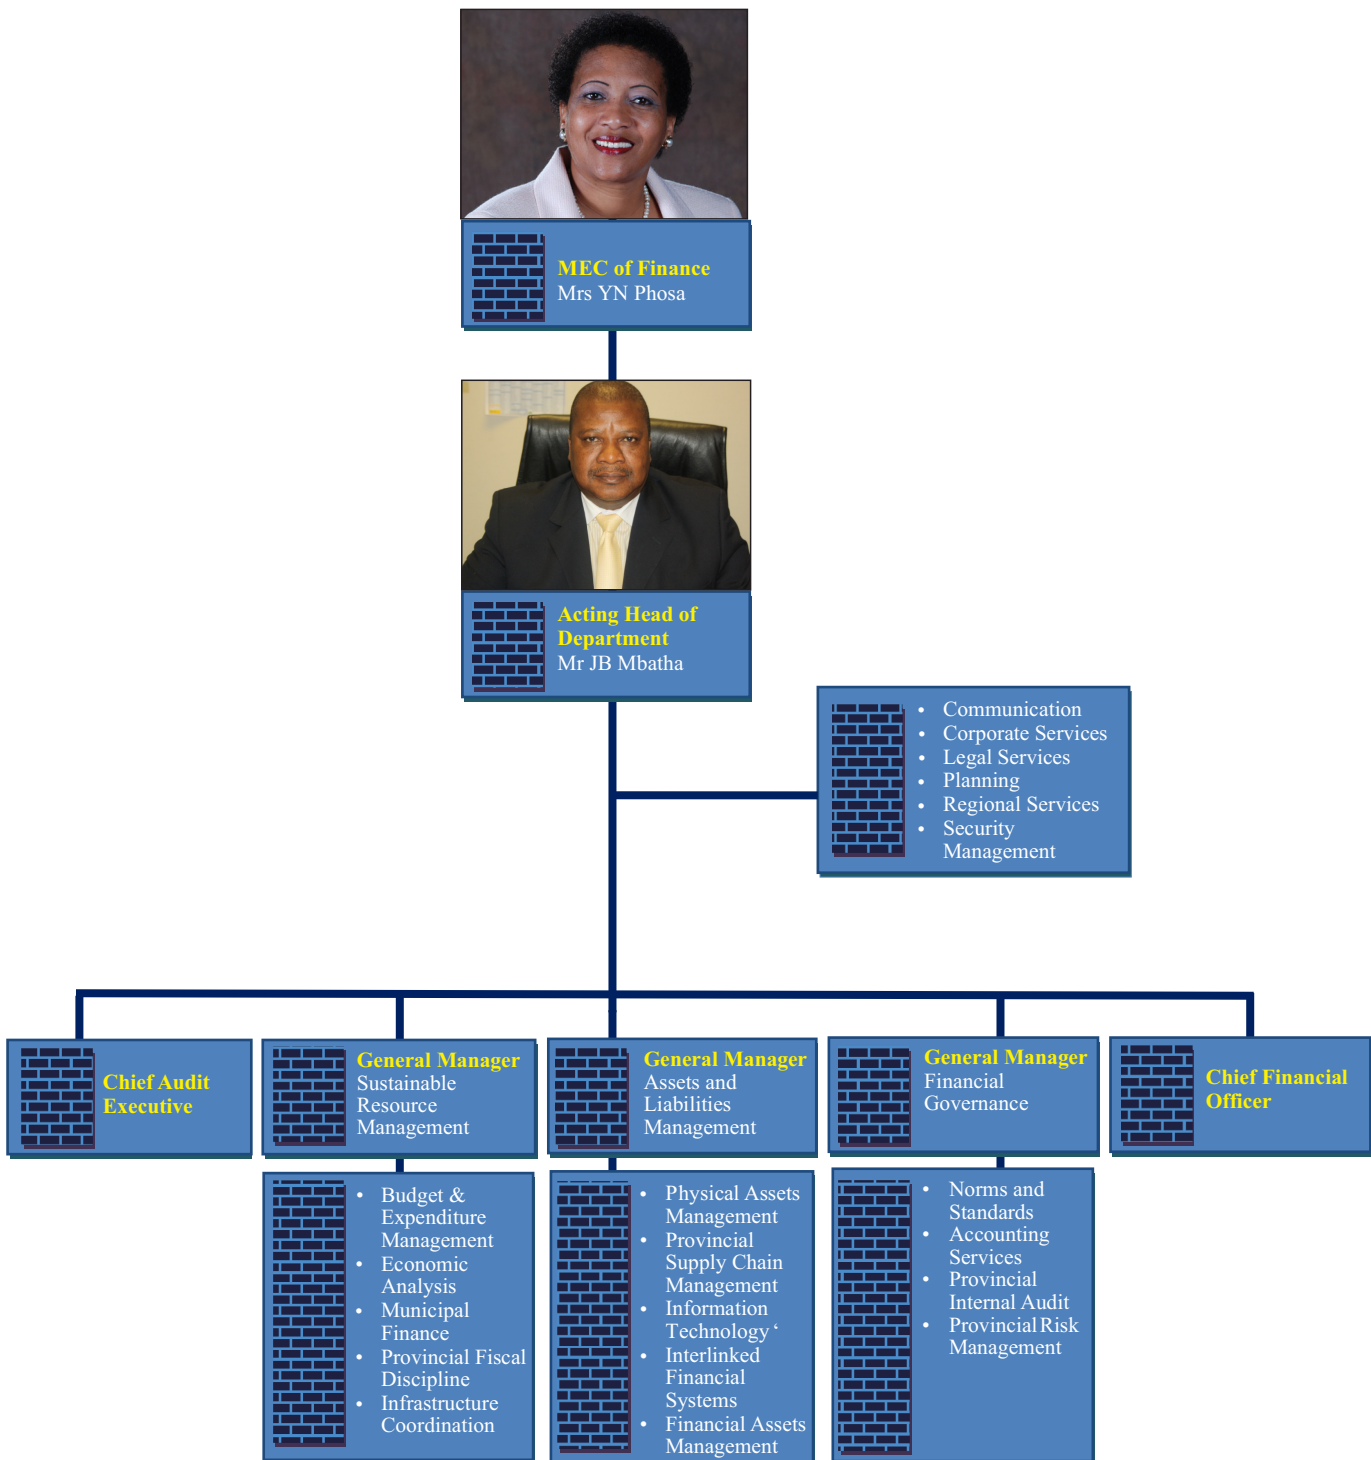 MEC of Finance
Mrs YN Phosa
Acting Head of
Department
Mr JB Mbatha
• Communication
• Corporate Services
• Legal Services
• Planning
• Regional Services
• Security
Management
Chief Audit
Executive
General Manager
Sustainable
Resource
Management
General Manager
Assets and
Liabilities
Management
General Manager
Financial
Governance
Chief Financial
Officer
• Budget &
Expenditure
Management
• Economic
Analysis
• Municipal
Finance
• Provincial Fiscal
Discipline
• Infrastructure
Coordination
• Physical Assets
Management
• Provincial
Supply Chain
Management
• Information
Technology ‘
• Interlinked
Financial
Systems
• Financial Assets
Management
• Norms and
Standards
• Accounting
Services
• Provincial
Internal Audit
• Provincial Risk
Management